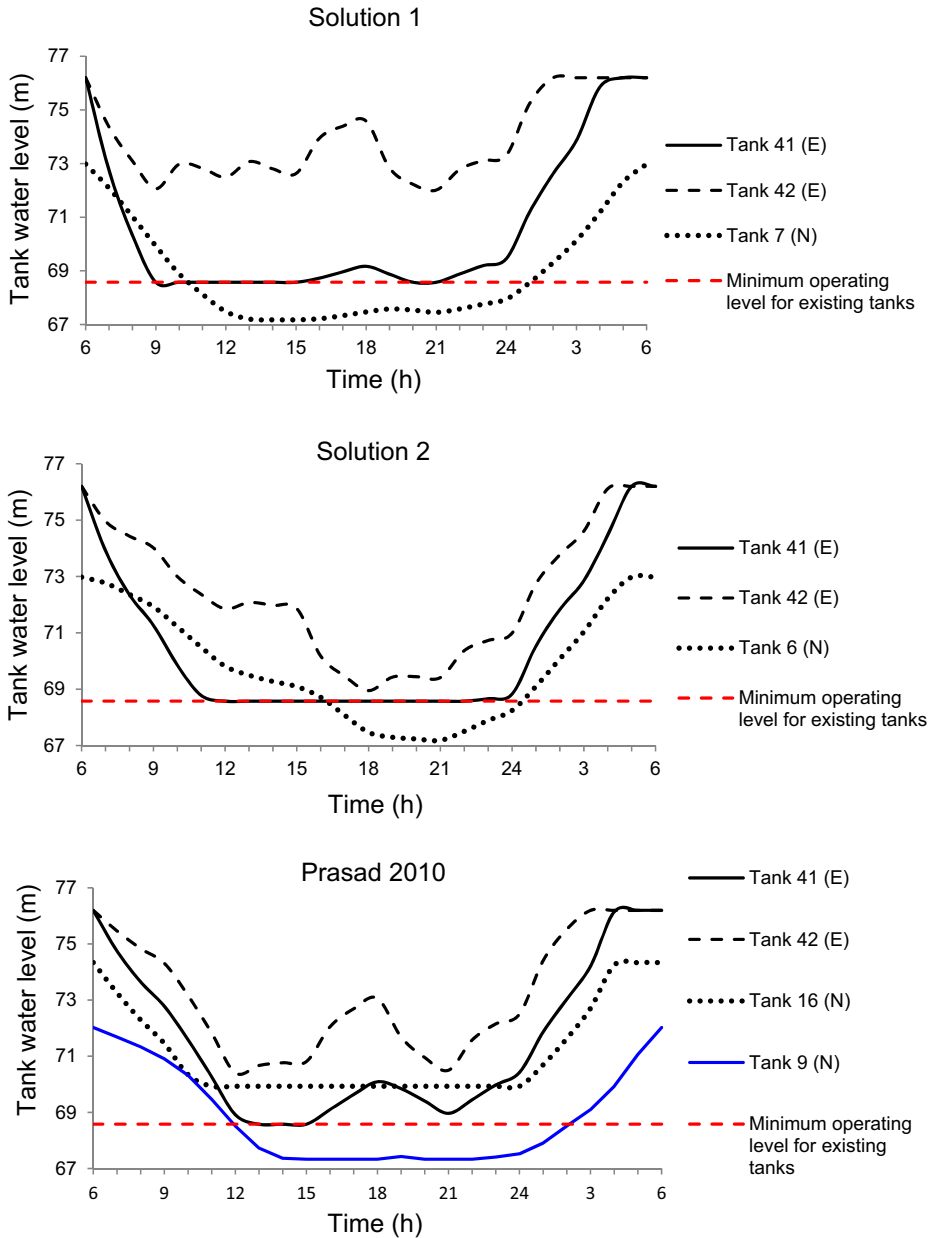 Solution 1
Tank water level (m)
77
75
73
71
69
67
6 9 12 15 18 21 24 3 6
Time (h)
Tank 41 (E)
Tank 42 (E)
Tank 7 (N)
Minimum operating
level for existing tanks
Solution 2
Tank water level (m)
77
75
73
71
69
67
6 9 12 15 18 21 24 3 6
Time (h)
Tank 41 (E)
Tank 42 (E)
Tank 6 (N)
Minimum operating
level for existing tanks
Prasad 2010
Tank water level (m)
77
75
73
71
69
67
6 9 12 15 18 21 24 3 6
Time (h)
Tank 41 (E)
Tank 42 (E)
Tank 16 (N)
Tank 9 (N)
Minimum operating
level for existing
tanks